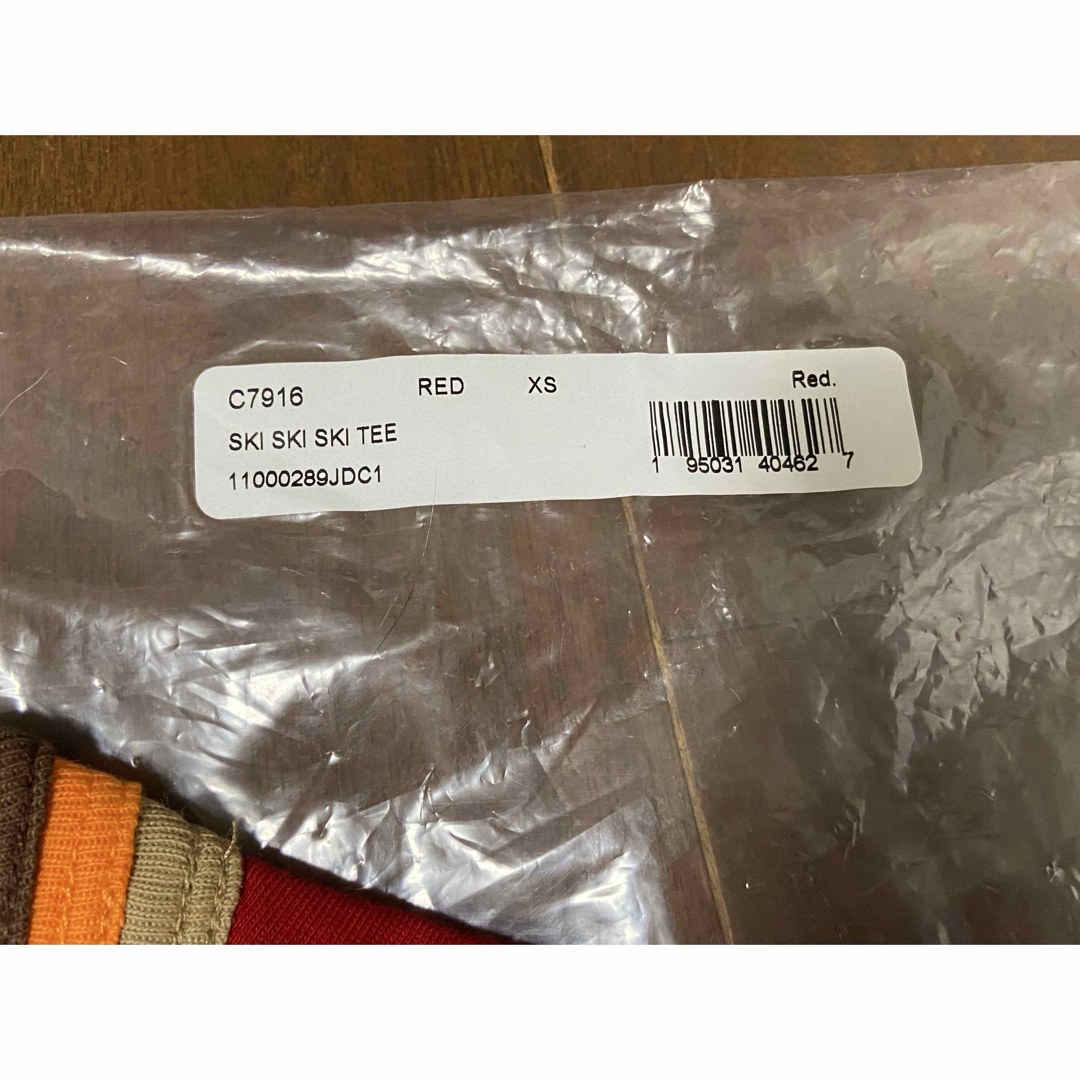 C7916 RED XS Red.
SKI SKI SKI TEE
11000289JDC1
1 95031 40462 7